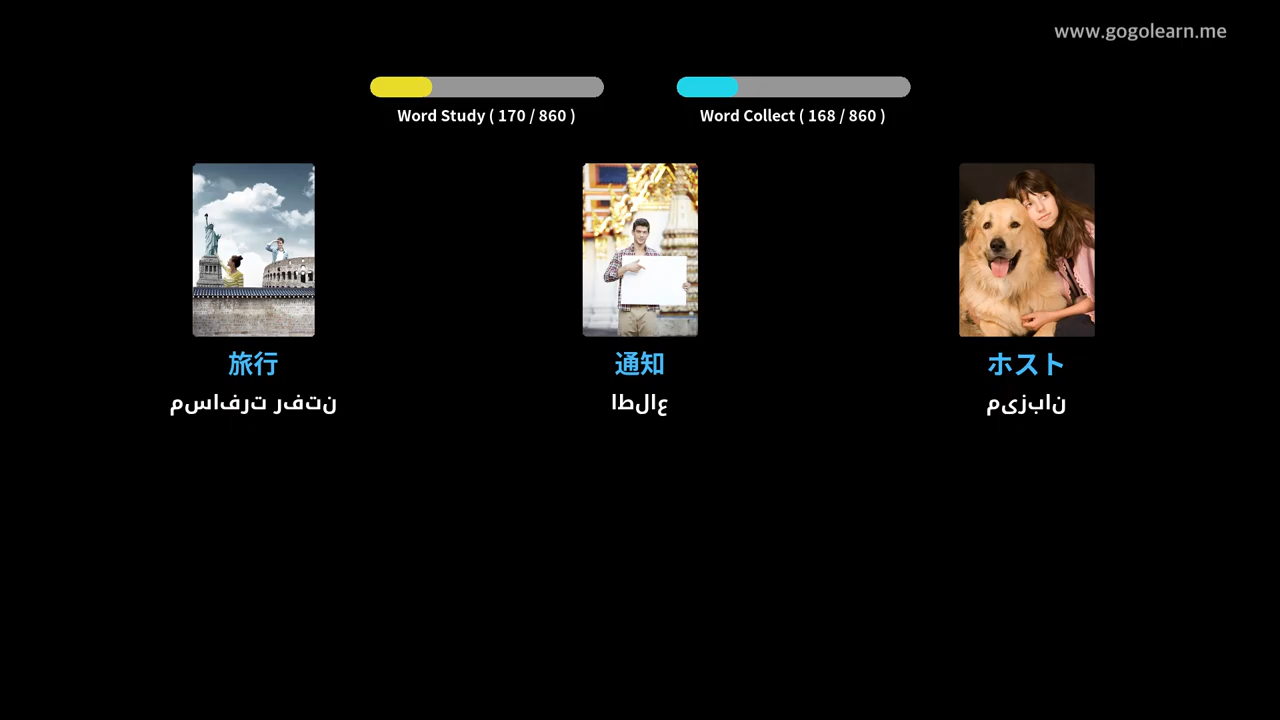 www.gogolearn.me
Word Study ( 170 / 860 )
Word Collect ( 168 / 860 )
旅行
مسافرت رفتن
通知
اطلاع
ホスト
میزبان